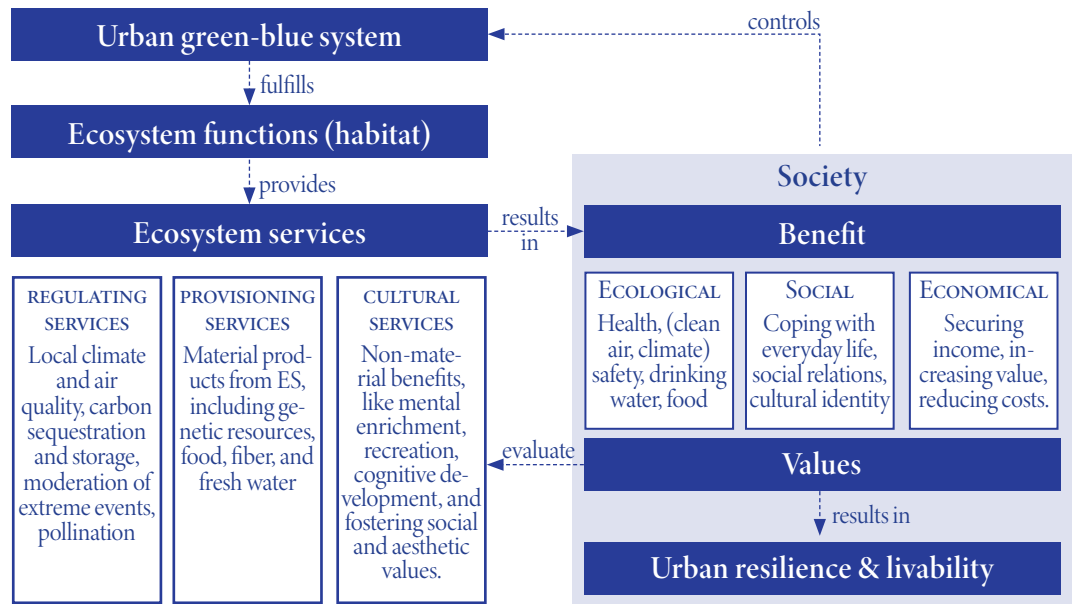 Urban green-blue system
controls
fulfills
Ecosystem functions (habitat)
provides
Ecosystem services
results
in
Society
Benefit
REGULATING
SERVICES
Local climate
and air
quality, carbon
sequestration
and storage,
moderation of
extreme events,
pollination
PROVISIONING
SERVICES
Material prod-
ucts from ES,
including ge-
netic resources,
food, fiber, and
fresh water
CULTURAL
SERVICES
Non-mate-
rial benefits,
like mental
enrichment,
recreation,
cognitive de-
velopment, and
fostering social
and aesthetic
values.
ECOLOGICAL
Health, (clean
air, climate)
safety, drinking
water, food
SOCIAL
Coping with
everyday life,
social relations,
cultural identity
ECONOMICAL
Securing
income, in-
creasing value,
reducing costs.
evaluate
Values
results in
Urban resilience & livability